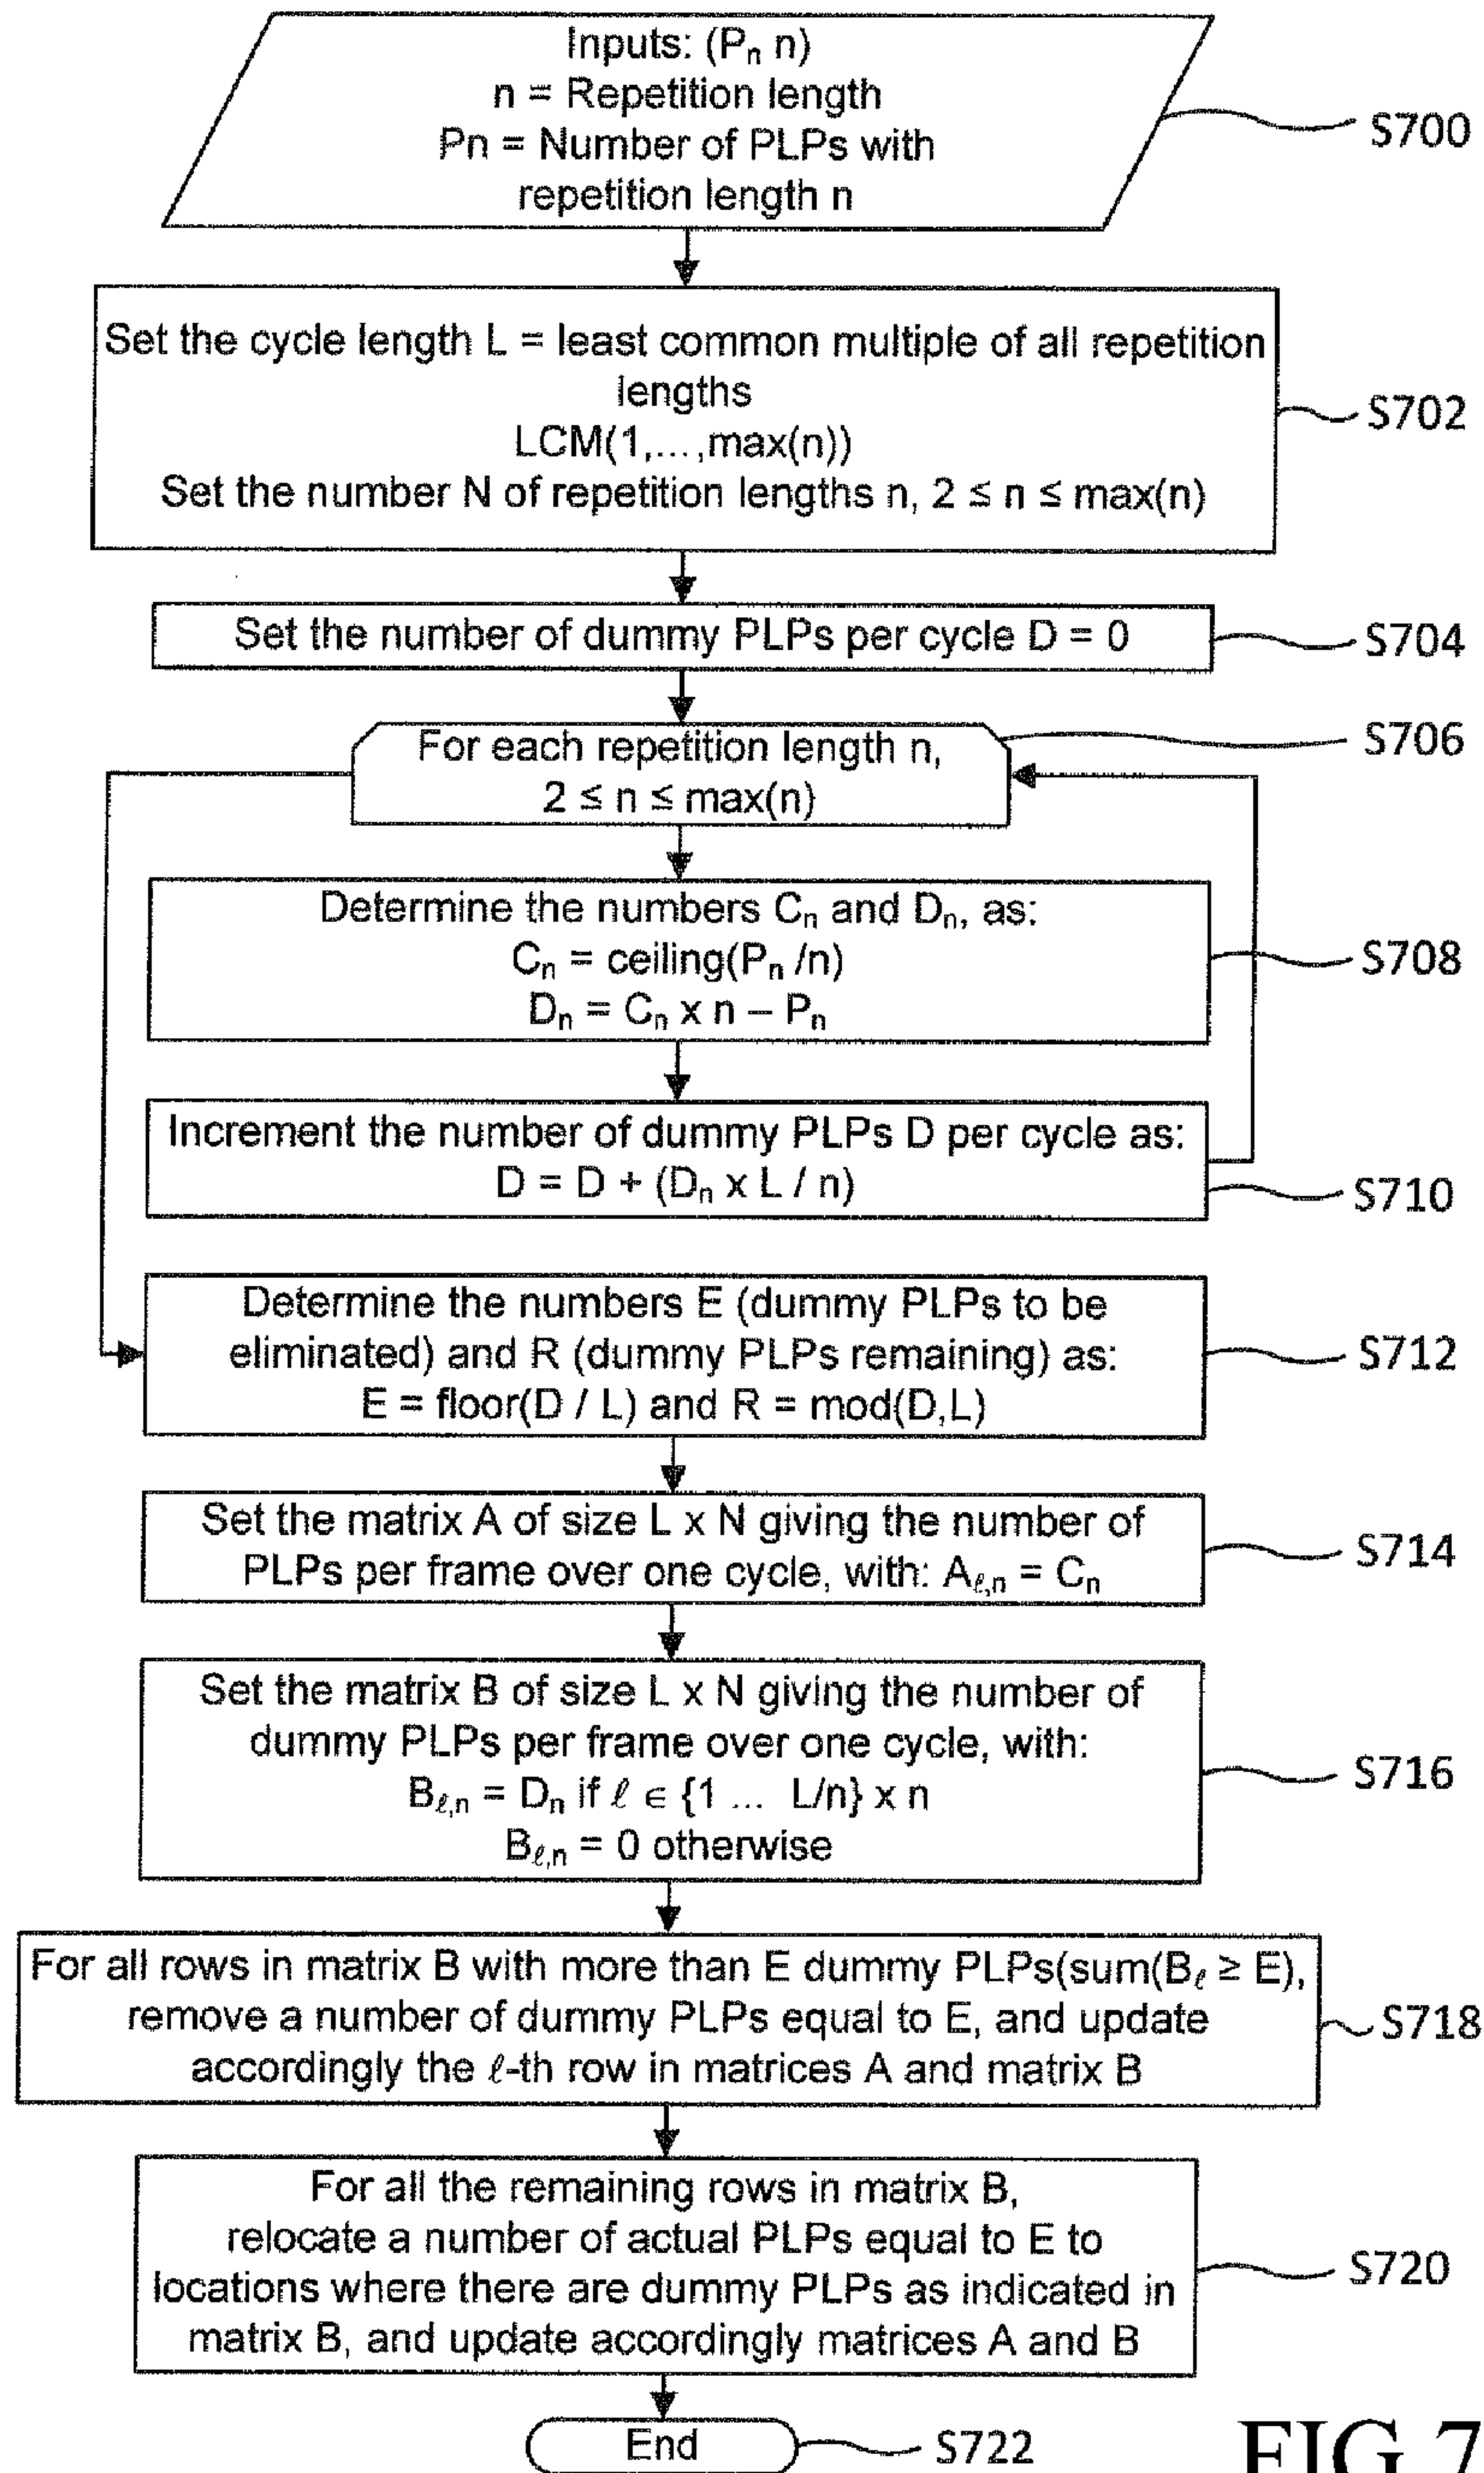 Inputs: (Pn n)
n = Repetition length
Pn = Number of PLPs with
repetition length n
S700
Set the cycle length L = least common multiple of all repetition
lengths
LCM(1,...,max(n))
Set the number N of repetition lengths n, 2 ≤ n ≤ max(n)
S702
Set the number of dummy PLPs per cycle D = 0
S704
For each repetition length n,
2 ≤ n ≤ max(n)
S706
Determine the numbers Cn and Dn, as:
Cn = ceiling(Pn /n)
Dn = Cn x n – Pn
S708
Increment the number of dummy PLPs D per cycle as:
D = D + (Dn x L / n)
S710
Determine the numbers E (dummy PLPs to be
eliminated) and R (dummy PLPs remaining) as:
E = floor(D / L) and R = mod(D,L)
S712
Set the matrix A of size L x N giving the number of
PLPs per frame over one cycle, with: Aℓ,n = Cn
S714
Set the matrix B of size L x N giving the number of
dummy PLPs per frame over one cycle, with:
Bℓ,n = Dn if ℓ ∈ {1 ... L/n} x n
Bℓ,n = 0 otherwise
S716
For all rows in matrix B with more than E dummy PLPs(sum(Bℓ ≥ E),
remove a number of dummy PLPs equal to E, and update
accordingly the ℓ-th row in matrices A and matrix B
S718
For all the remaining rows in matrix B,
relocate a number of actual PLPs equal to E to
locations where there are dummy PLPs as indicated in
matrix B, and update accordingly matrices A and B
S720
End
S722
FIG 7